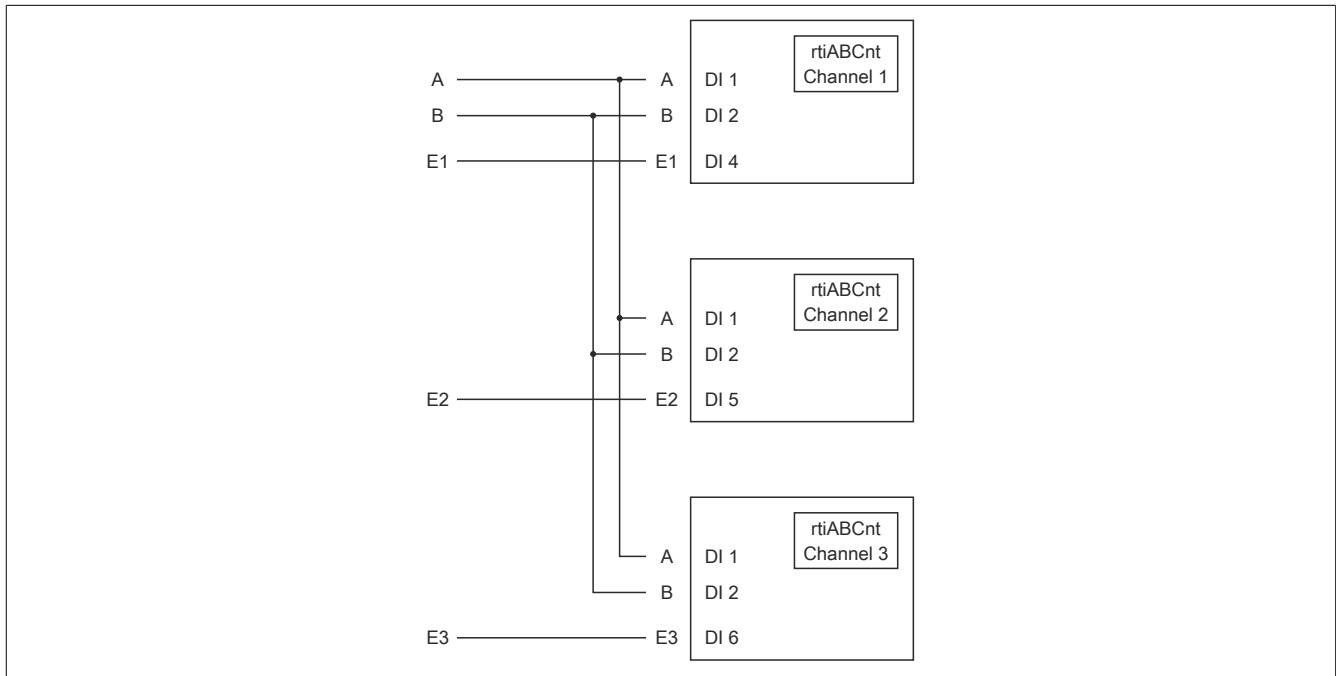 rtiABCnt
Channel 1
A A DI 1
B B DI 2
E1 E1 DI 4
rtiABCnt
Channel 2
A DI 1
B DI 2
E2 E2 DI 5
rtiABCnt
Channel 3
A DI 1
B DI 2
E3 E3 DI 6